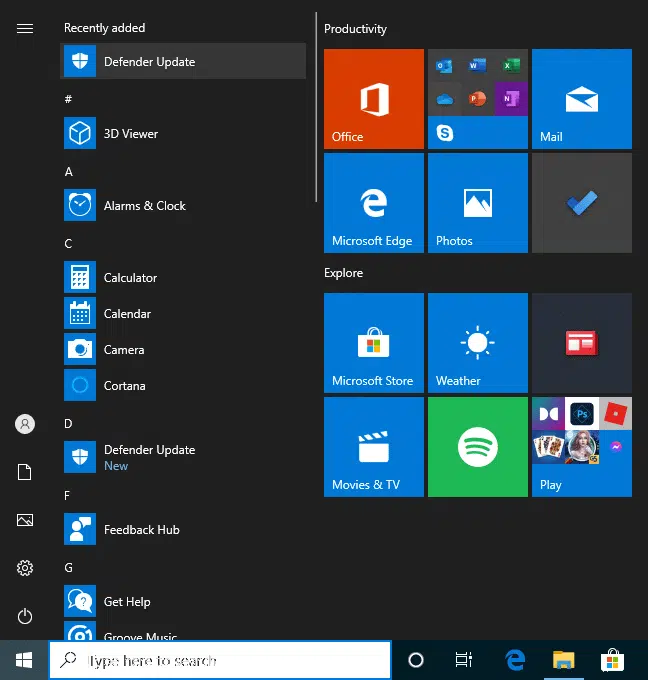 Recently added
Defender Update
#
3D Viewer
A
Alarms & Clock
C
Calculator
Calendar
Camera
Cortana
D
Defender Update
New
F
Feedback Hub
G
Get Help
Groove Music
Productivity
Office
Mail
Microsoft Edge
Photos
Explore
Microsoft Store
Weather
Movies & TV
Play
Type here to search